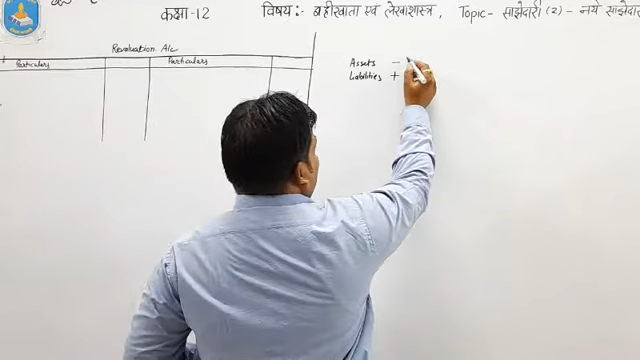 कक्षा-12
विषय:- बहीखाता एवं लेखाशास्त्र, Topic- साझेदारी (2) - नये साझेदार
Revaluation A/c
Particulars Particulars
Assets -
Liabilities +